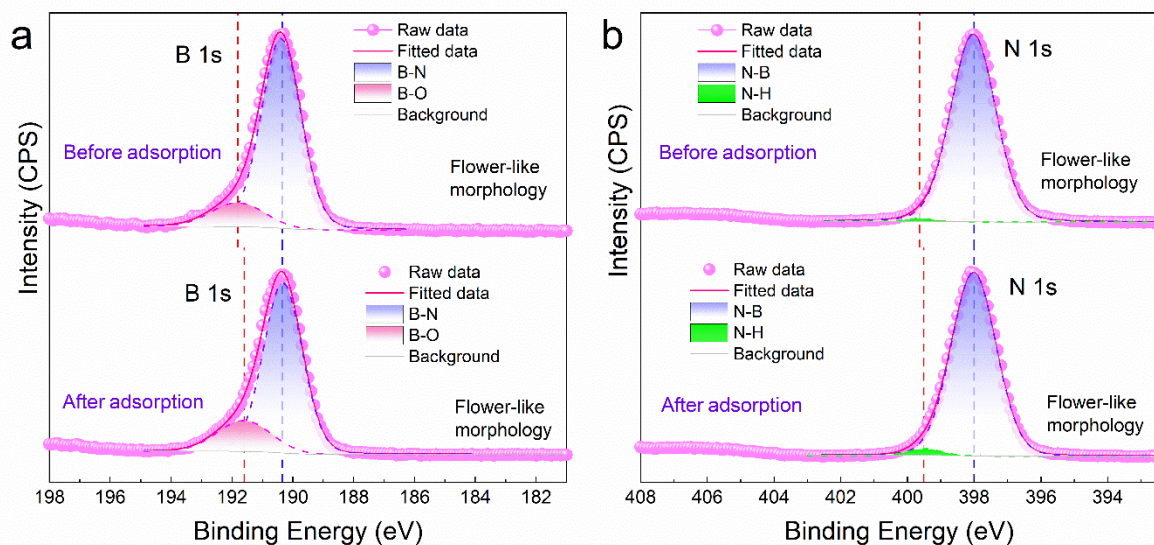 a
B 1s
Raw data
Fitted data
B-N
B-O
Background
Before adsorption
Flower-like
morphology
B 1s
Raw data
Fitted data
B-N
B-O
Background
After adsorption
Flower-like
morphology
Intensity (CPS)
198 196 194 192 190 188 186 184 182
Binding Energy (eV)
b
Raw data
Fitted data
N-B
N-H
Background
N 1s
Before adsorption
Flower-like
morphology
Raw data
Fitted data
N-B
N-H
Background
N 1s
After adsorption
Flower-like
morphology
Intensity (CPS)
408 406 404 402 400 398 396 394
Binding Energy (eV)